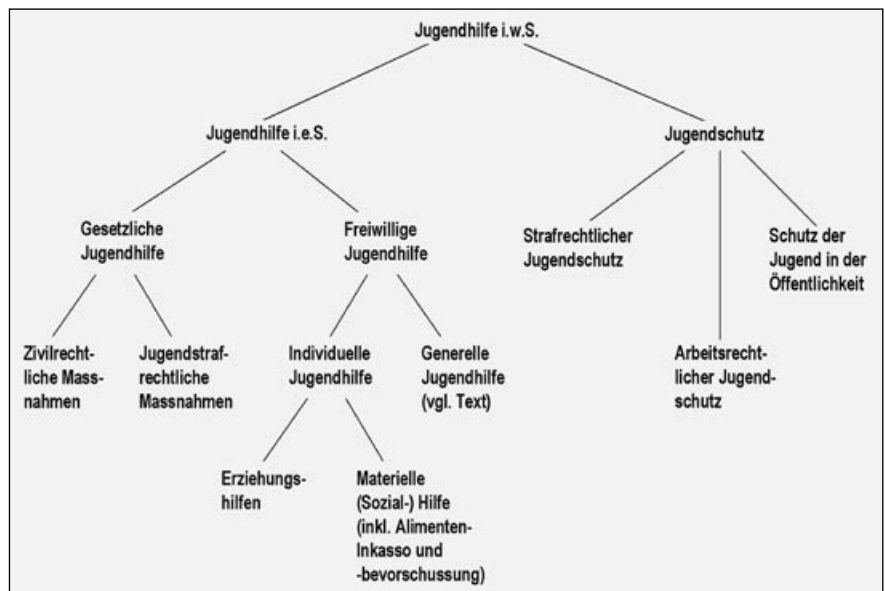 Jugendhilfe i.w.S.
Jugendhilfe i.e.S.
Jugendschutz
Gesetzliche
Jugendhilfe
Freiwillige
Jugendhilfe
Strafrechtlicher
Jugendschutz
Schutz der
Jugend in der
Öffentlichkeit
Zivilrecht-
liche Mass-
nahmen
Jugendstraf-
rechtliche
Massnahmen
Individuelle
Jugendhilfe
Generelle
Jugendhilfe
(vgl. Text)
Arbeitsrecht-
licher Jugend-
schutz
Erziehungs-
hilfen
Materielle
(Sozial-) Hilfe
(inkl. Alimenten-
Inkasso und
-bevorschussung)